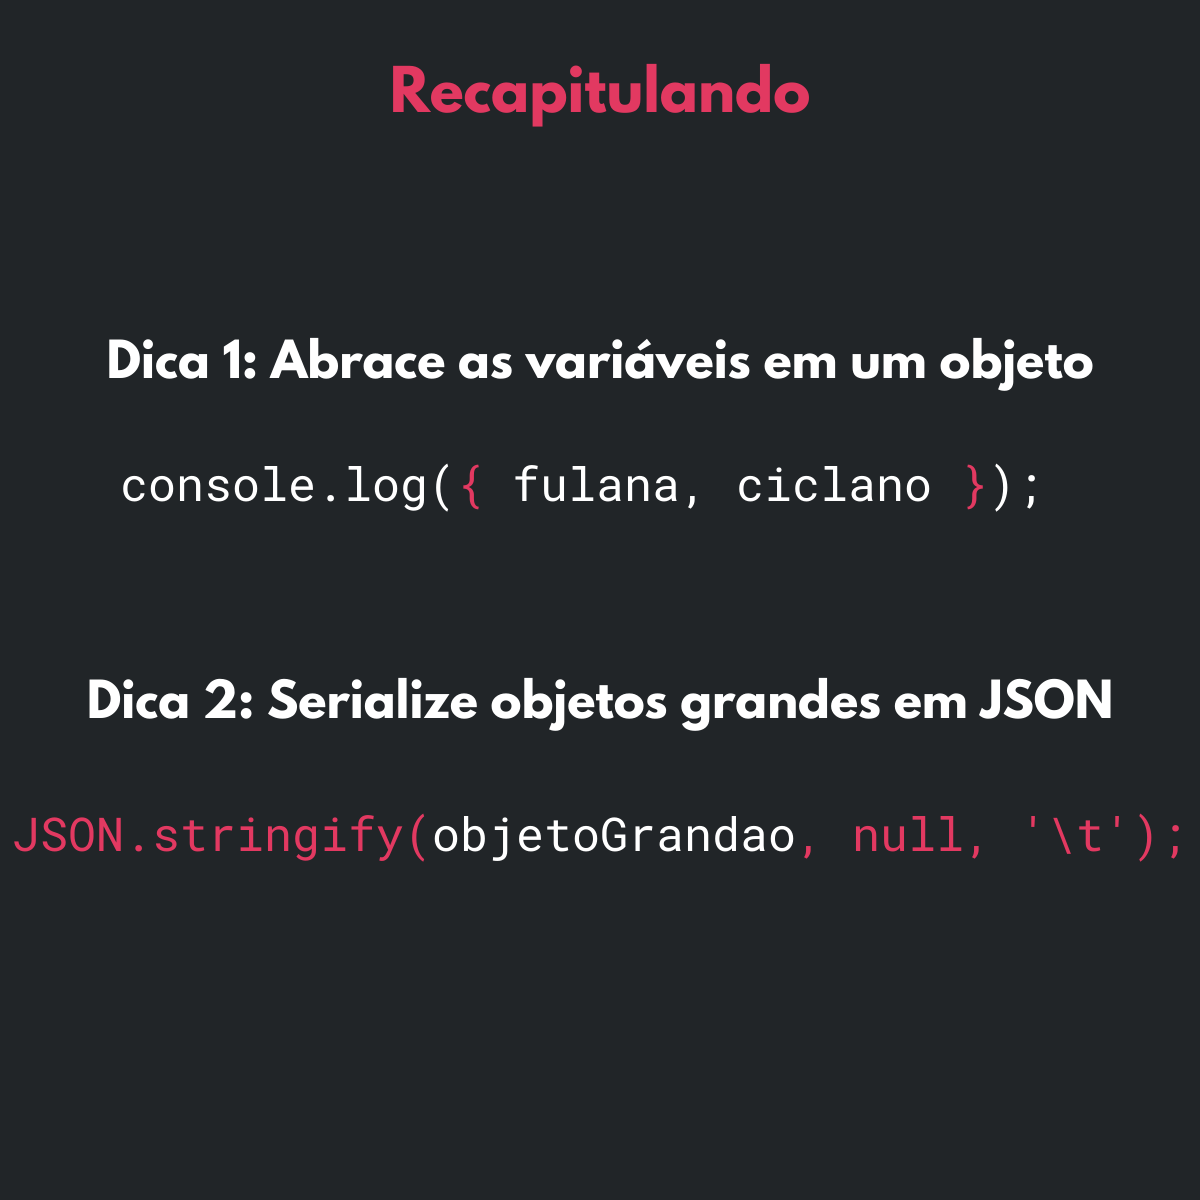 Recapitulando
Dica 1: Abrace as variáveis em um objeto
console.log({ fulana, ciclano });
Dica 2: Serialize objetos grandes em JSON
JSON.stringify(objetoGrandao, null, '\t');